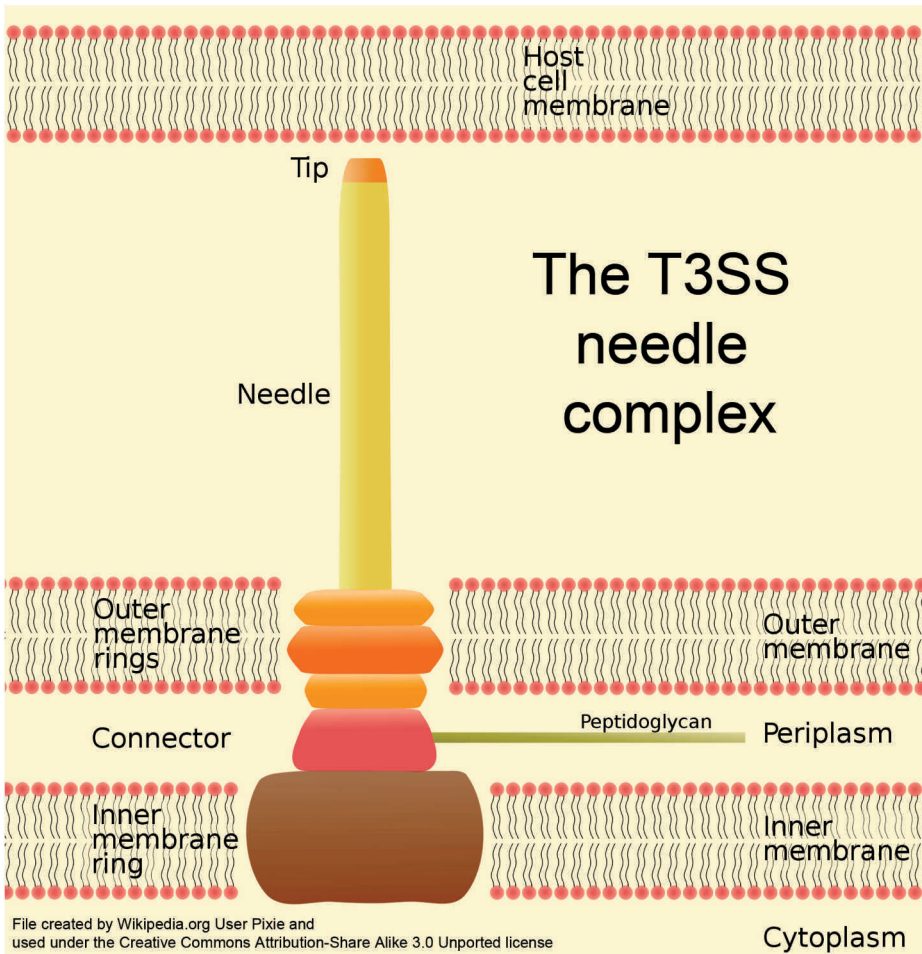 Host
cell
membrane
Tip
The T3SS
needle
complex
Needle
Outer
membrane
rings
Outer
membrane
Peptidoglycan
Connector
Periplasm
Inner
membrane
ring
Inner
membrane
File created by Wikipedia.org User Pixie and
used under the Creative Commons Attribution-Share Alike 3.0 Unported license
Cytoplasm